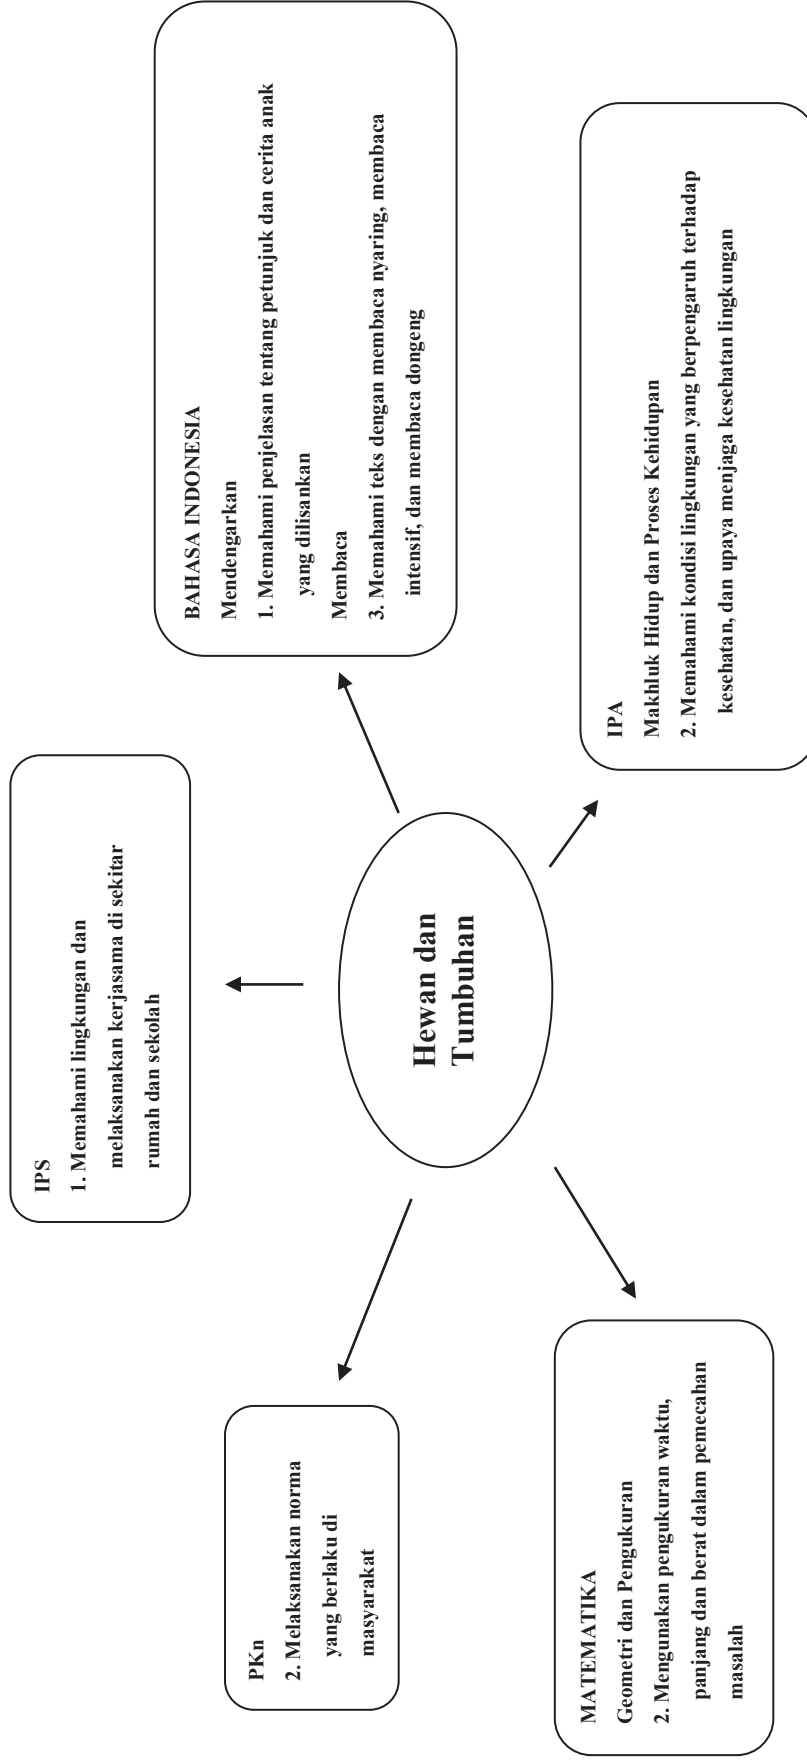 IPS
1. Memahami lingkungan dan
melaksanakan kerjasama di sekitar
rumah dan sekolah
PKn
2. Melaksanakan norma
yang berlaku di
masyarakat
BAHASA INDONESIA
Mendengarkan
1. Memahami penjelasan tentang petunjuk dan cerita anak
yang dilisankan
Membaca
3. Memahami teks dengan membaca nyaring, membaca
intensif, dan membaca dongeng
Hewan dan
Tumbuhan
MATEMATIKA
Geometri dan Pengukuran
2. Mengunakan pengukuran waktu,
panjang dan berat dalam pemecahan
masalah
IPA
Makhluk Hidup dan Proses Kehidupan
2. Memahami kondisi lingkungan yang berpengaruh terhadap
kesehatan, dan upaya menjaga kesehatan lingkungan